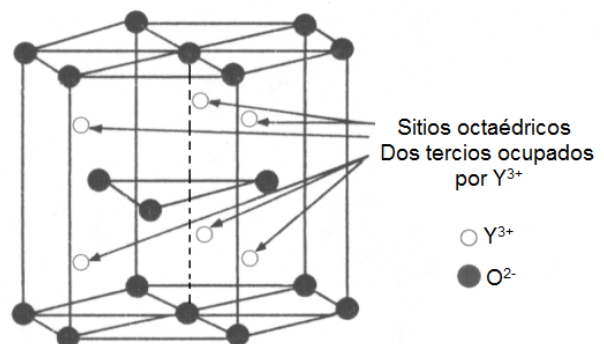 Sitios octaédricos
Dos tercios ocupados
por Y³⁺
Y³⁺
O²⁻